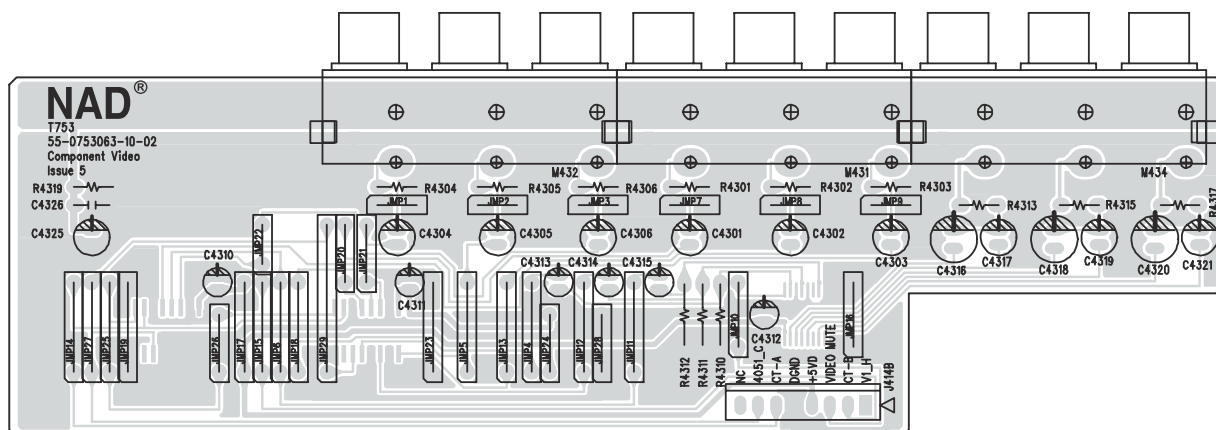 NAD®
T753
55-0753063-10-02
Component Video
Issue 5
M432
M431
M434
R4319
R4304
R4305
R4306
R4301
R4302
R4303
R4313
R4315
R4317
C4326
JMP1
JMP2
JMP3
JMP7
JMP8
JMP9
C4325
C4304
C4305
C4306
C4301
C4302
C4303
C4316
C4317
C4318
C4319
C4320
C4321
JMP22
JMP20
JMP21
C4310
C4311
C4313
C4314
C4315
C4312
JMP14
JMP27
JMP25
JMP19
JMP26
JMP17
JMP15
JMP6
JMP18
JMP29
JMP23
JMP5
JMP13
JMP4
JMP24
JMP12
JMP28
JMP11
JMP10
JMP16
R4312
R4311
R4310
NC
4051_C
CT-A
DGND
+5VD
VIDEO MUTE
CT-B
V1_H
J414B